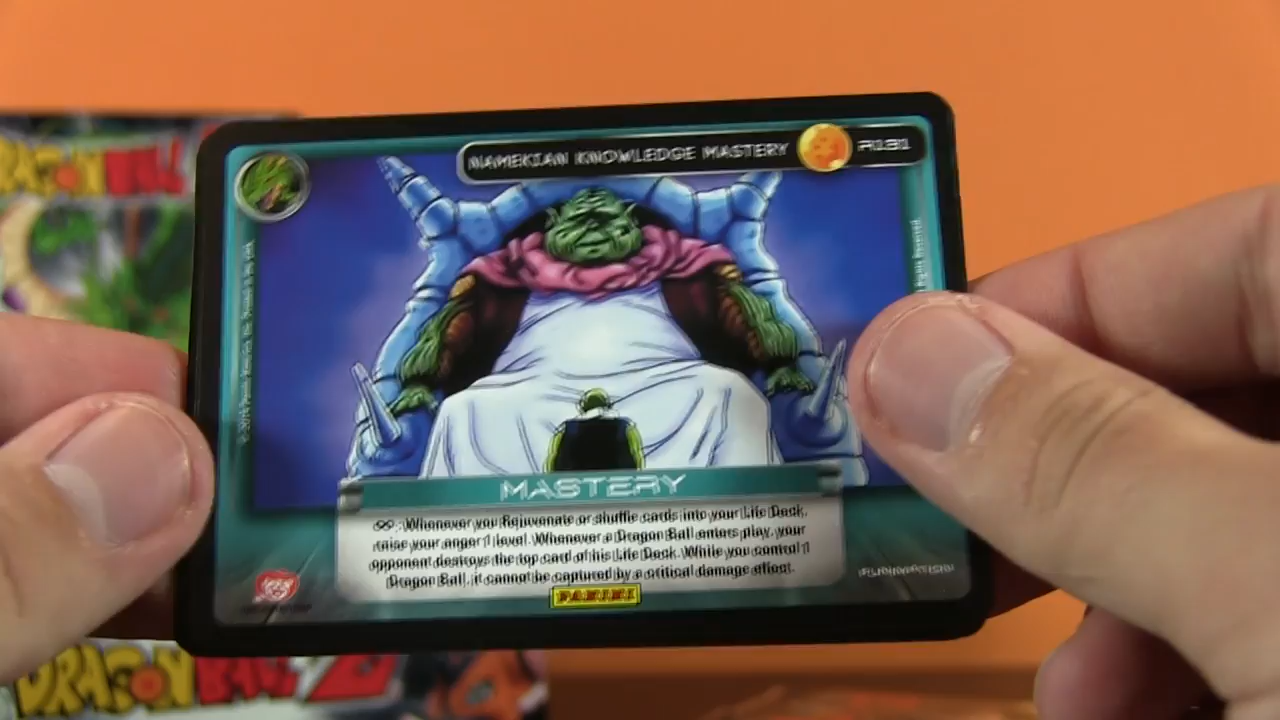 DRAGON BALL
NAMEKIAN KNOWLEDGE MASTERY R131
MASTERY
∞ : Whenever you Rejuvenate or shuffle cards into your Life Deck,
raise your anger 1 level. Whenever a Dragon Ball enters play, your
opponent destroys the top card of his Life Deck. While you control 1
Dragon Ball, it cannot be captured by a critical damage effect.
PANINI
DRAGON BALL Z